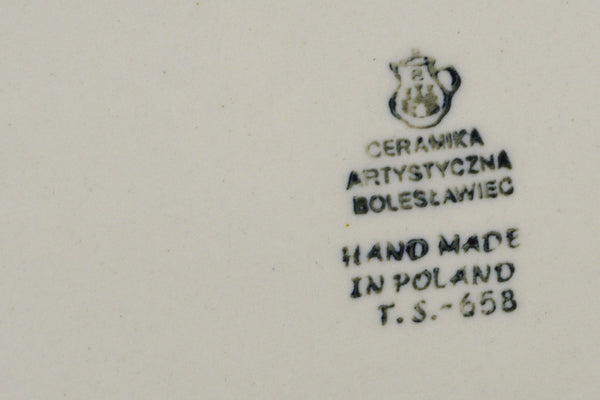 CERAMIKA
ARTYSTYCZNA
BOLESŁAWIEC
HAND MADE
IN POLAND
T. S.-658